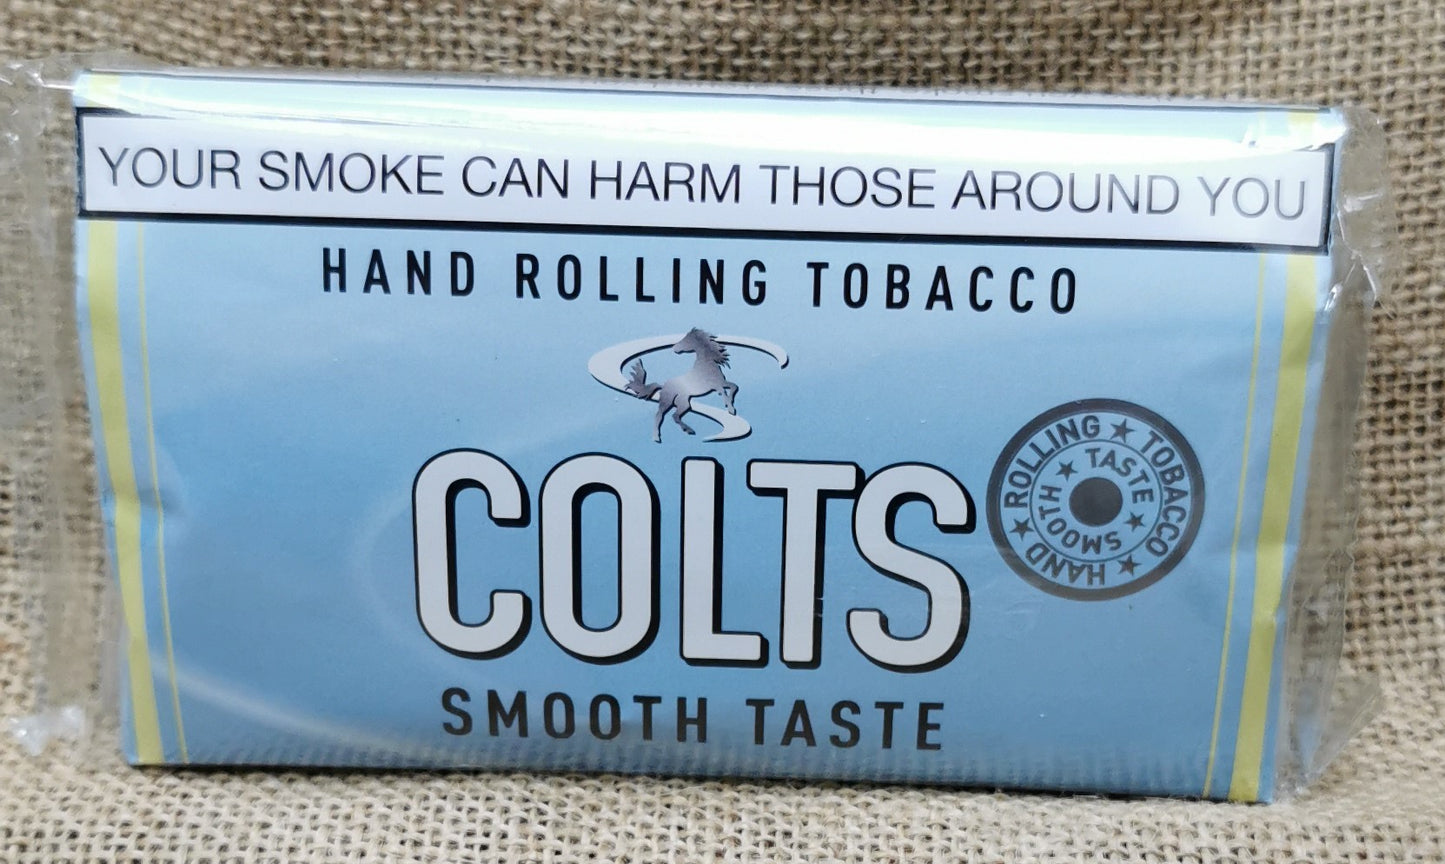 YOUR SMOKE CAN HARM THOSE AROUND YOU
HAND ROLLING TOBACCO
COLTS
HAND ★ ROLLING ★ TOBACCO ★
SMOOTH ★ TASTE ★
SMOOTH TASTE